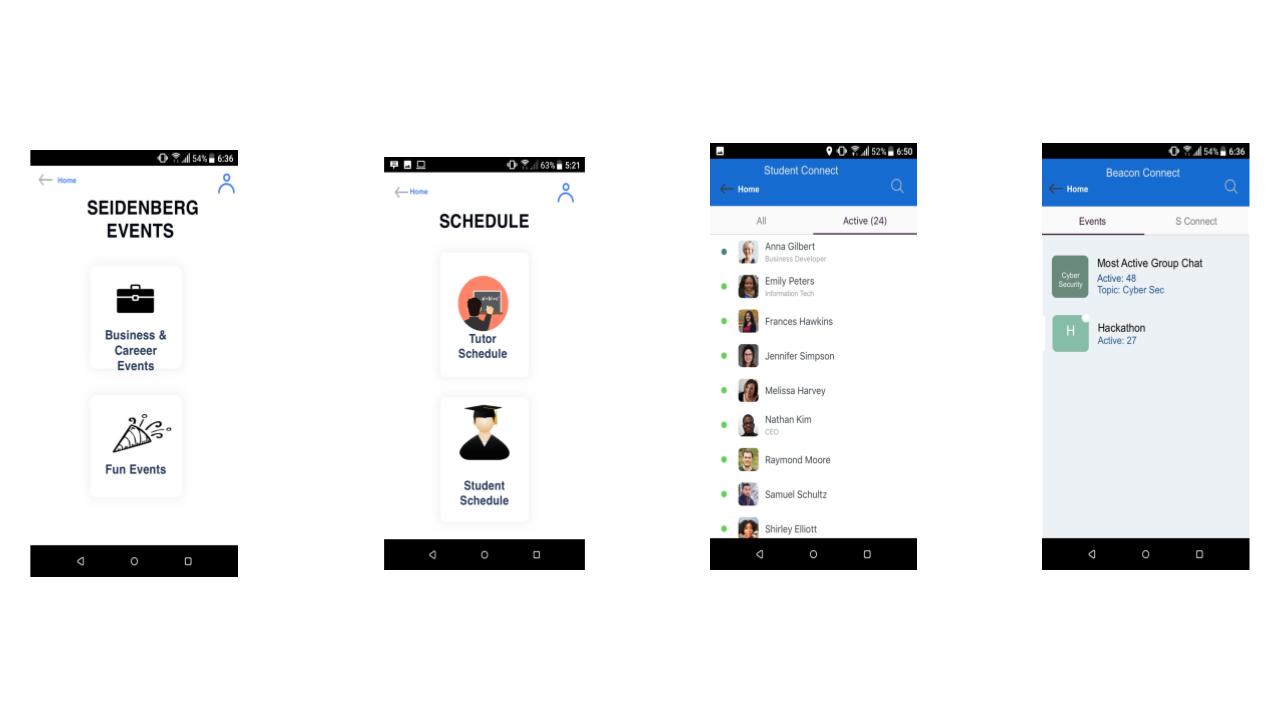 54% 6:36
Home
SEIDENBERG
EVENTS
Business &
Careeer
Events
Fun Events
63% 5:21
Home
SCHEDULE
Tutor
Schedule
Student
Schedule
52% 6:50
Student Connect
Home
All Active (24)
Anna Gilbert
Business Developer
Emily Peters
Information Tech
Frances Hawkins
Jennifer Simpson
Melissa Harvey
Nathan Kim
CEO
Raymond Moore
Samuel Schultz
Shirley Elliott
54% 6:36
Beacon Connect
Home
Events S Connect
Cyber
Security
Most Active Group Chat
Active: 48
Topic: Cyber Sec
H
Hackathon
Active: 27